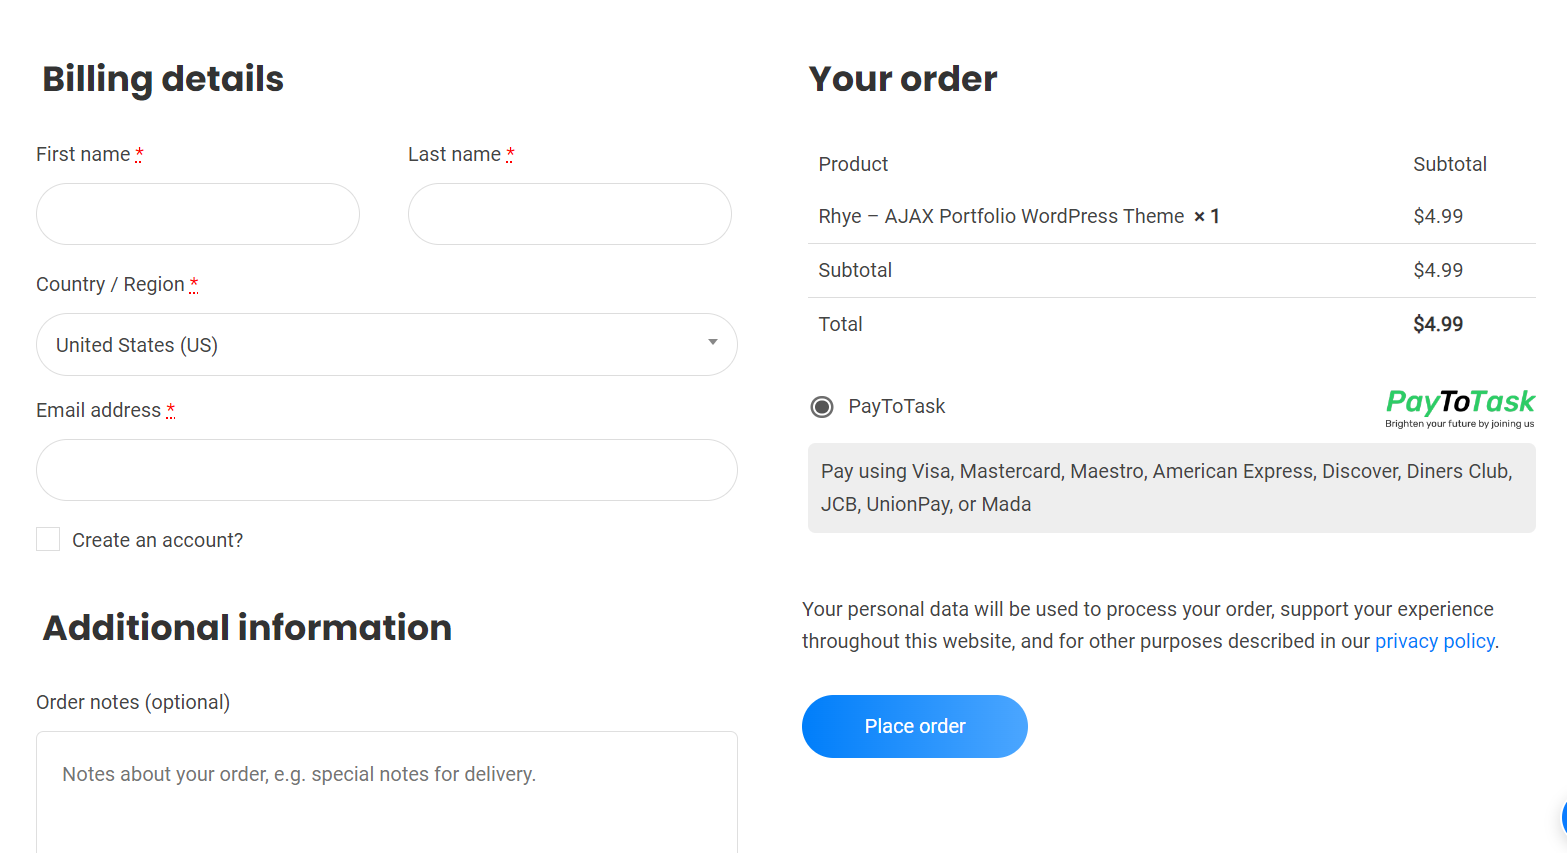 Billing details
First name *
Last name *
Country / Region *
United States (US)
Email address *
Create an account?
Additional information
Order notes (optional)
Notes about your order, e.g. special notes for delivery.
Your order
Product Subtotal
Rhye – AJAX Portfolio WordPress Theme × 1 $4.99
Subtotal $4.99
Total $4.99
PayToTask
PayToTask
Brighten your future by joining us
Pay using Visa, Mastercard, Maestro, American Express, Discover, Diners Club,
JCB, UnionPay, or Mada
Your personal data will be used to process your order, support your experience
throughout this website, and for other purposes described in our privacy policy.
Place order